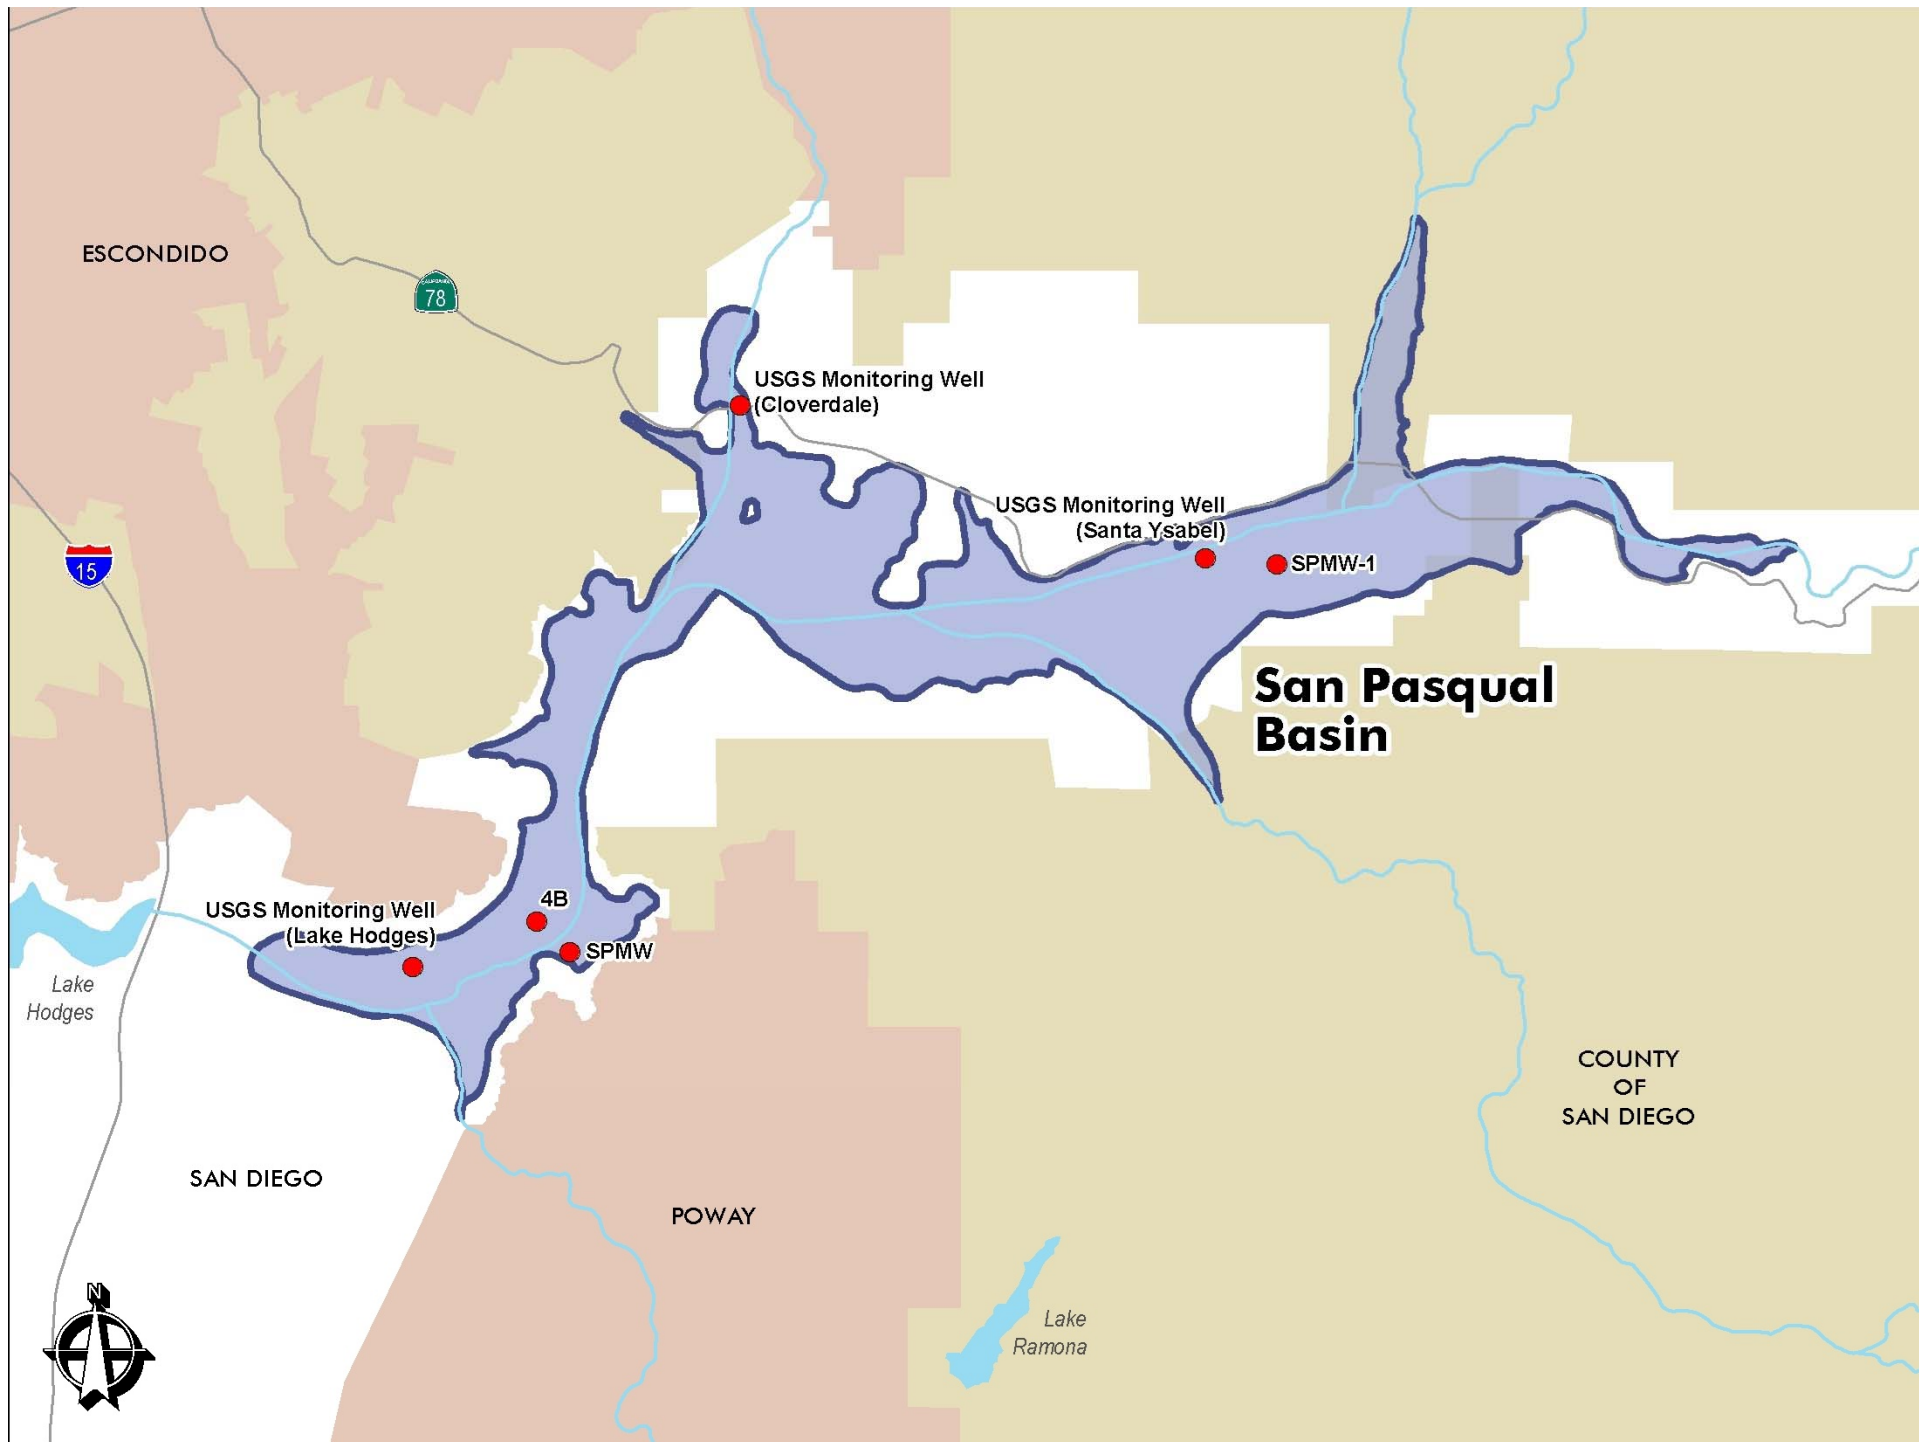 ESCONDIDO
CALIFORNIA
78
USGS Monitoring Well
(Cloverdale)
USGS Monitoring Well
(Santa Ysabel)
SPMW-1
15
San Pasqual
Basin
4B
USGS Monitoring Well
(Lake Hodges)
SPMW
Lake
Hodges
COUNTY
OF
SAN DIEGO
SAN DIEGO
POWAY
N
Lake
Ramona